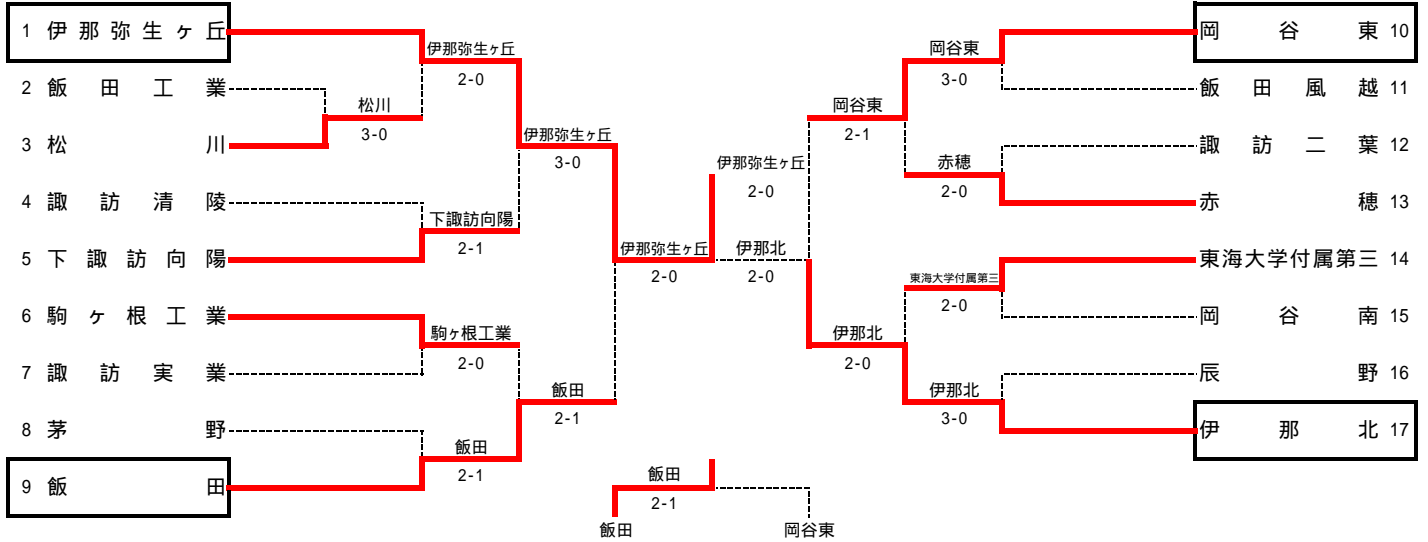 1 伊那弥生ヶ丘
2 飯田工業
3 松川
4 諏訪清陵
5 下諏訪向陽
6 駒ヶ根工業
7 諏訪実業
8 茅野
9 飯田
松川
3-0
伊那弥生ヶ丘
2-0
下諏訪向陽
2-1
駒ヶ根工業
2-0
飯田
2-1
伊那弥生ヶ丘
3-0
飯田
2-1
伊那弥生ヶ丘
2-0
伊那弥生ヶ丘
2-0
伊那北
2-0
岡谷東
2-1
伊那北
2-0
岡谷東
3-0
赤穂
2-0
東海大学付属第三
2-0
伊那北
3-0
岡谷東 10
飯田風越 11
諏訪二葉 12
赤穂 13
東海大学付属第三 14
岡谷南 15
辰野 16
伊那北 17
飯田
2-1
飯田
岡谷東